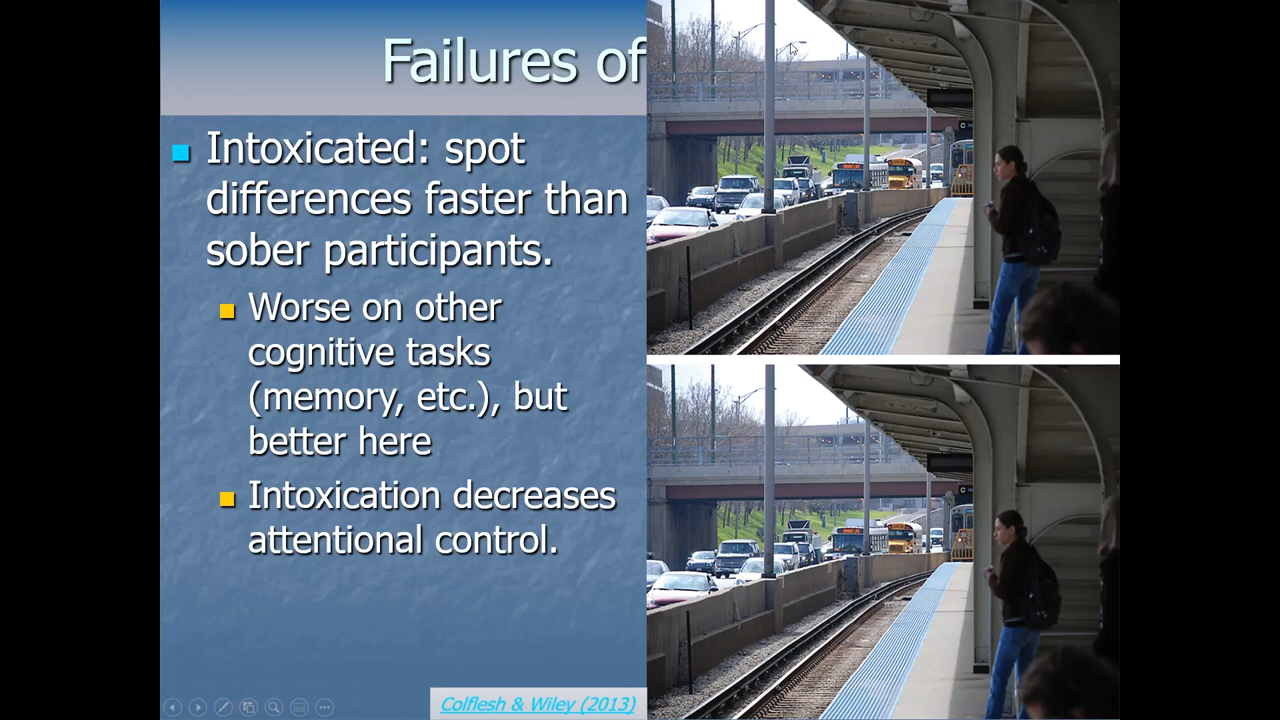 Failures of
Intoxicated: spot
differences faster than
sober participants.
Worse on other
cognitive tasks
(memory, etc.), but
better here
Intoxication decreases
attentional control.
Colflesh & Wiley (2013)